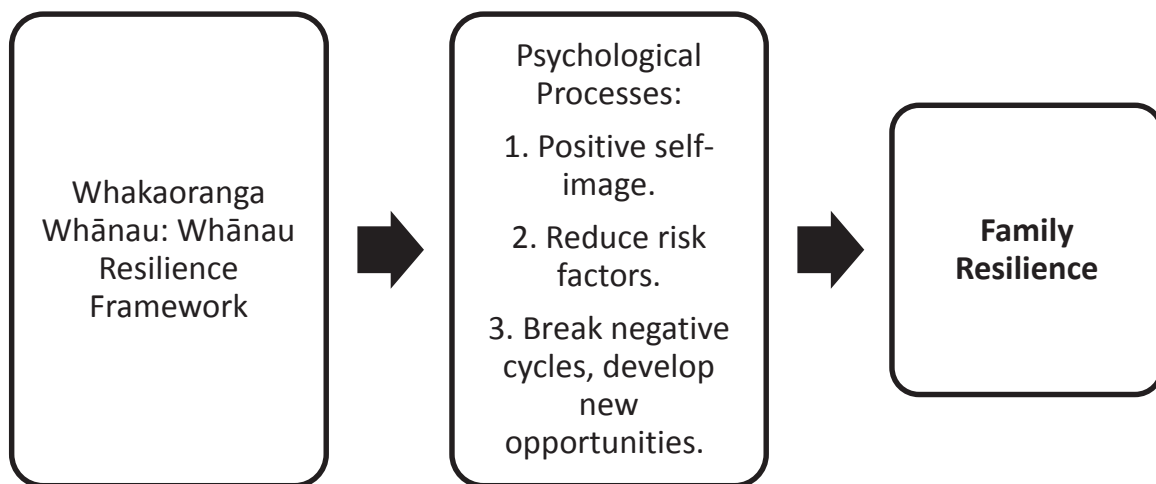 Whakaoranga
Whānau: Whānau
Resilience
Framework
Psychological
Processes:
1. Positive self-
image.
2. Reduce risk
factors.
3. Break negative
cycles, develop
new
opportunities.
Family
Resilience